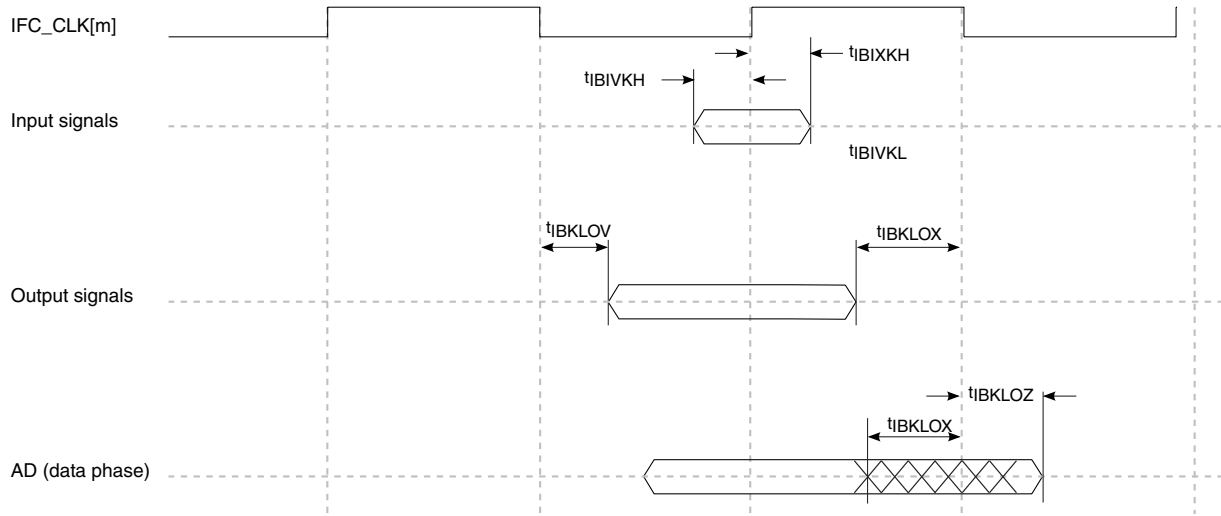 IFC_CLK[m]
tIBIXKH
tIBIVKH
Input signals
tIBIVKL
tIBKLOV
tIBKLOX
Output signals
tIBKLOZ
tIBKLOX
AD (data phase)